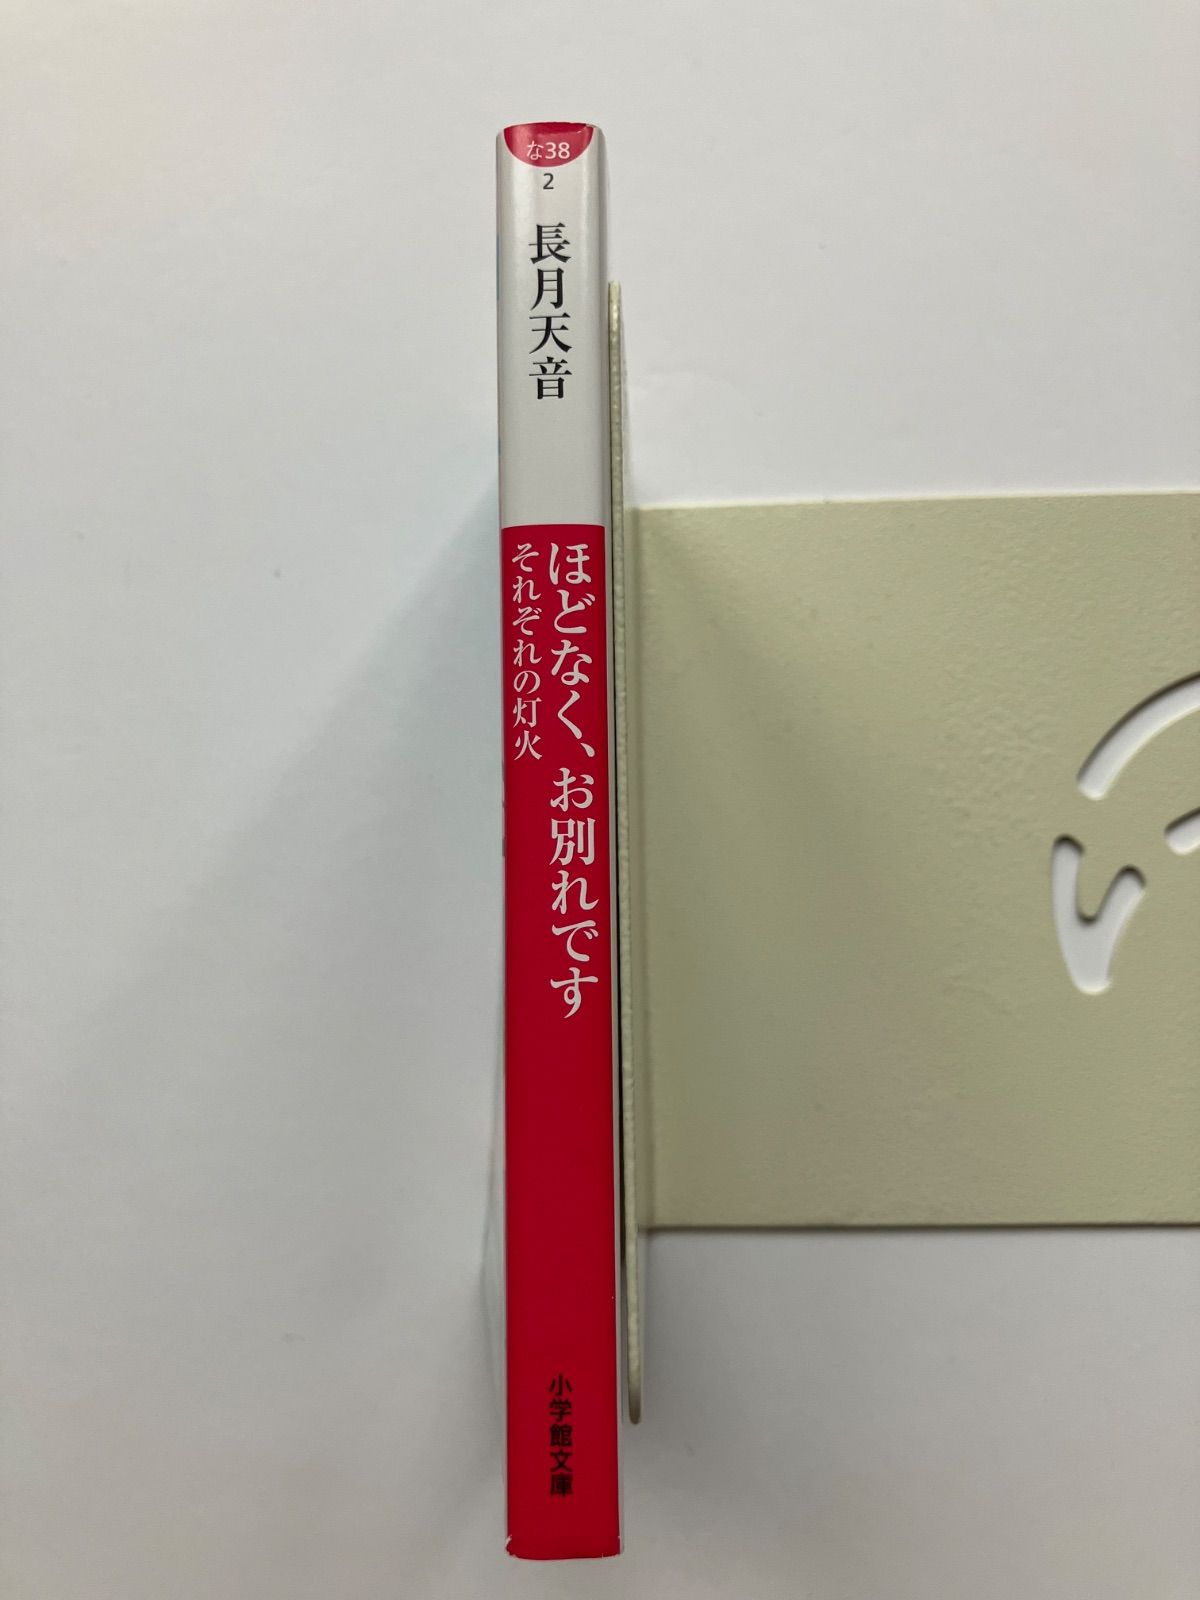 な38
2
長月天音
ほどなく、お別れです
それぞれの灯火
小学館文庫